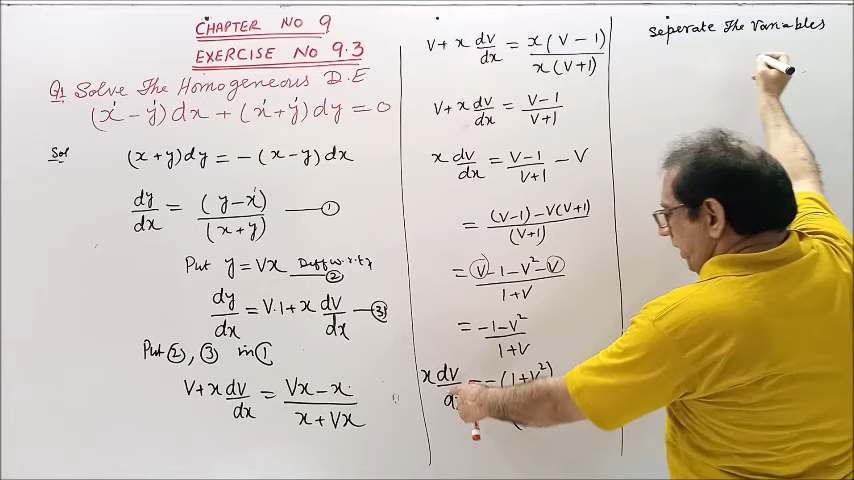 CHAPTER NO 9
EXERCISE NO 9.3
Q1 Solve The Homogeneous D.E
(x-y)dx + (x+y)dy = 0
Sol (x+y)dy = -(x-y)dx
dy/dx = (y-x)/(x+y) —①
Put y = Vx Diff w.r.t x ②
dy/dx = V.1 + x dv/dx —③
Put ②, ③ in ①
V + x dv/dx = (Vx-x)/(x+Vx)
V + x dv/dx = x(V-1)/x(V+1)
V + x dv/dx = (V-1)/(V+1)
x dv/dx = (V-1)/(V+1) - V
= ((V-1) - V(V+1))/(V+1)
= (V-1-V²-V)/(1+V)
= (-1-V²)/(1+V)
x dv/d = -(1+V²)
Seperate The Variables